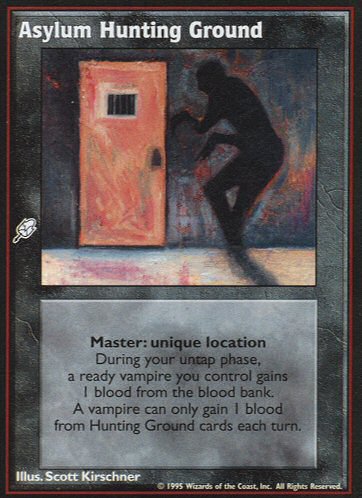 Asylum Hunting Ground
Master: unique location
During your untap phase,
a ready vampire you control gains
1 blood from the blood bank.
A vampire can only gain 1 blood
from Hunting Ground cards each turn.
Illus. Scott Kirschner
© 1995 Wizards of the Coast, Inc. All Rights Reserved.